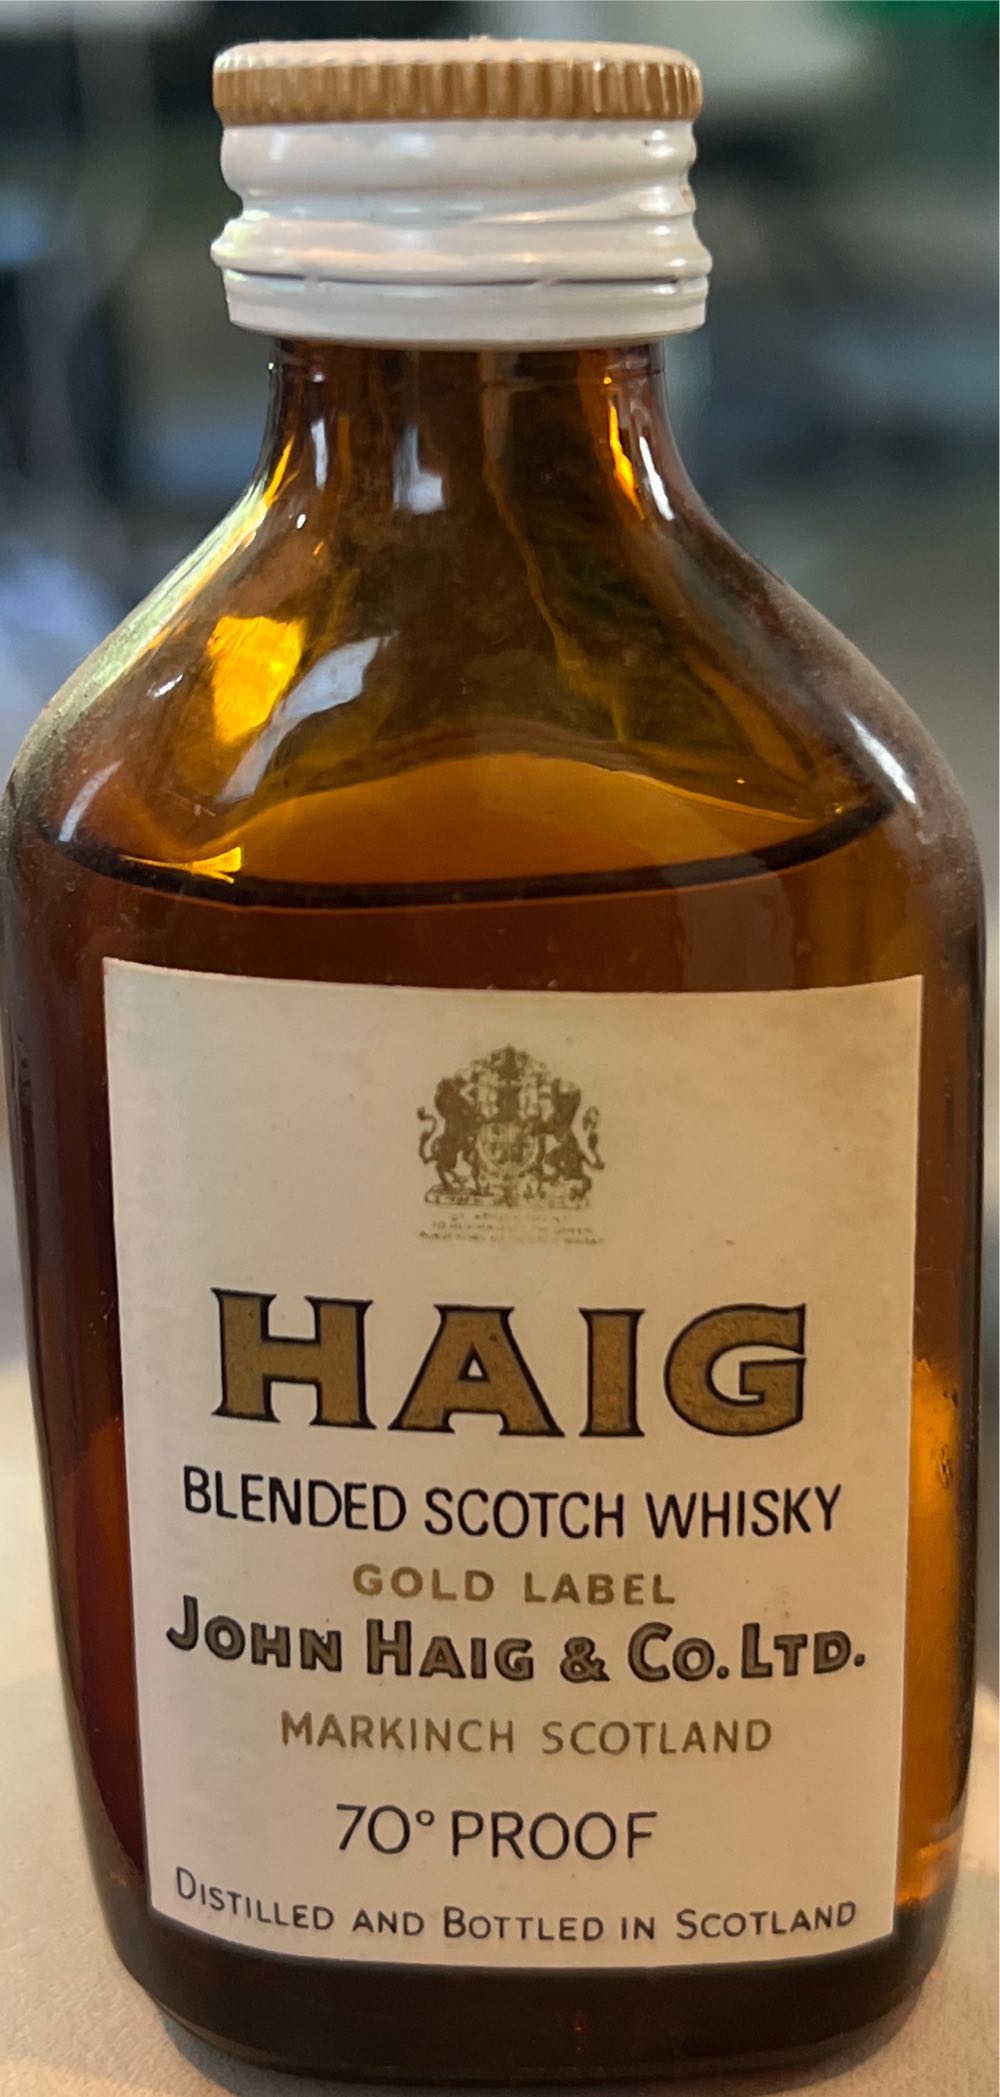 HAIG
BLENDED SCOTCH WHISKY
GOLD LABEL
JOHN HAIG & CO. LTD.
MARKINCH SCOTLAND
70° PROOF
DISTILLED AND BOTTLED IN SCOTLAND